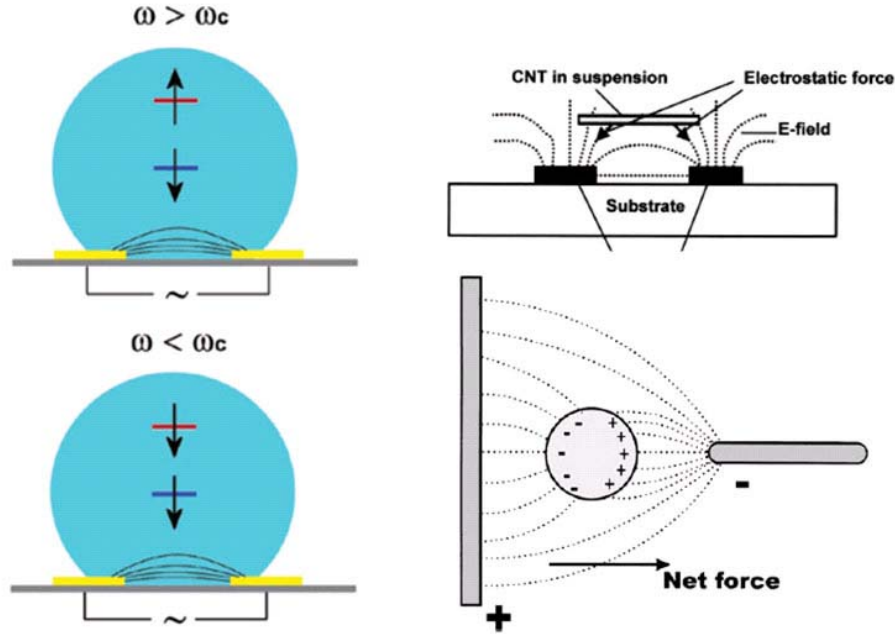 ω > ωc
~
ω < ωc
~
CNT in suspension
Electrostatic force
E-field
Substrate
- - - - - -
+ + + + + +
-
Net force
+